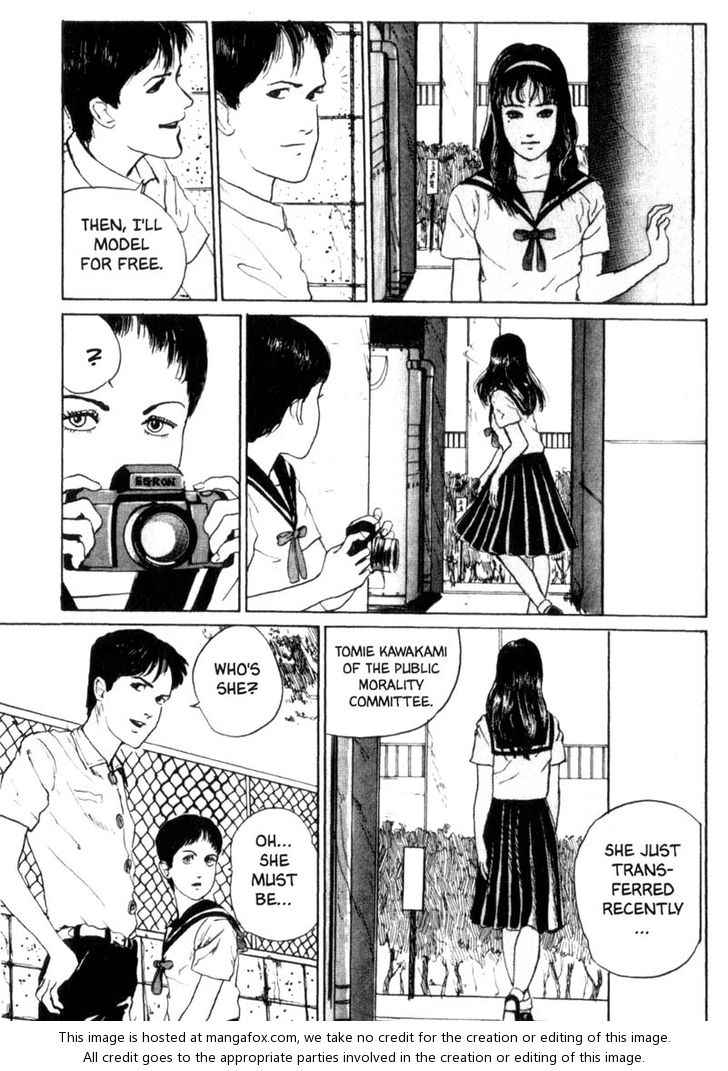 THEN, I'LL
MODEL
FOR FREE.
?
SGRON
WHO'S
SHE?
OH...
SHE
MUST
BE...
TOMIE KAWAKAMI
OF THE PUBLIC
MORALITY
COMMITTEE.
SHE JUST
TRANS-
FERRED
RECENTLY
...
This image is hosted at mangafox.com, we take no credit for the creation or editing of this image.
All credit goes to the appropriate parties involved in the creation or editing of this image.